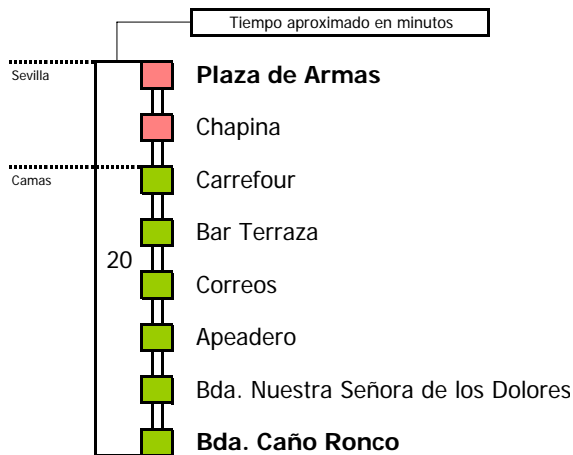 Tiempo aproximado en minutos
Sevilla
Plaza de Armas
Chapina
Camas
Carrefour
Bar Terraza
20
Correos
Apeadero
Bda. Nuestra Señora de los Dolores
Bda. Caño Ronco